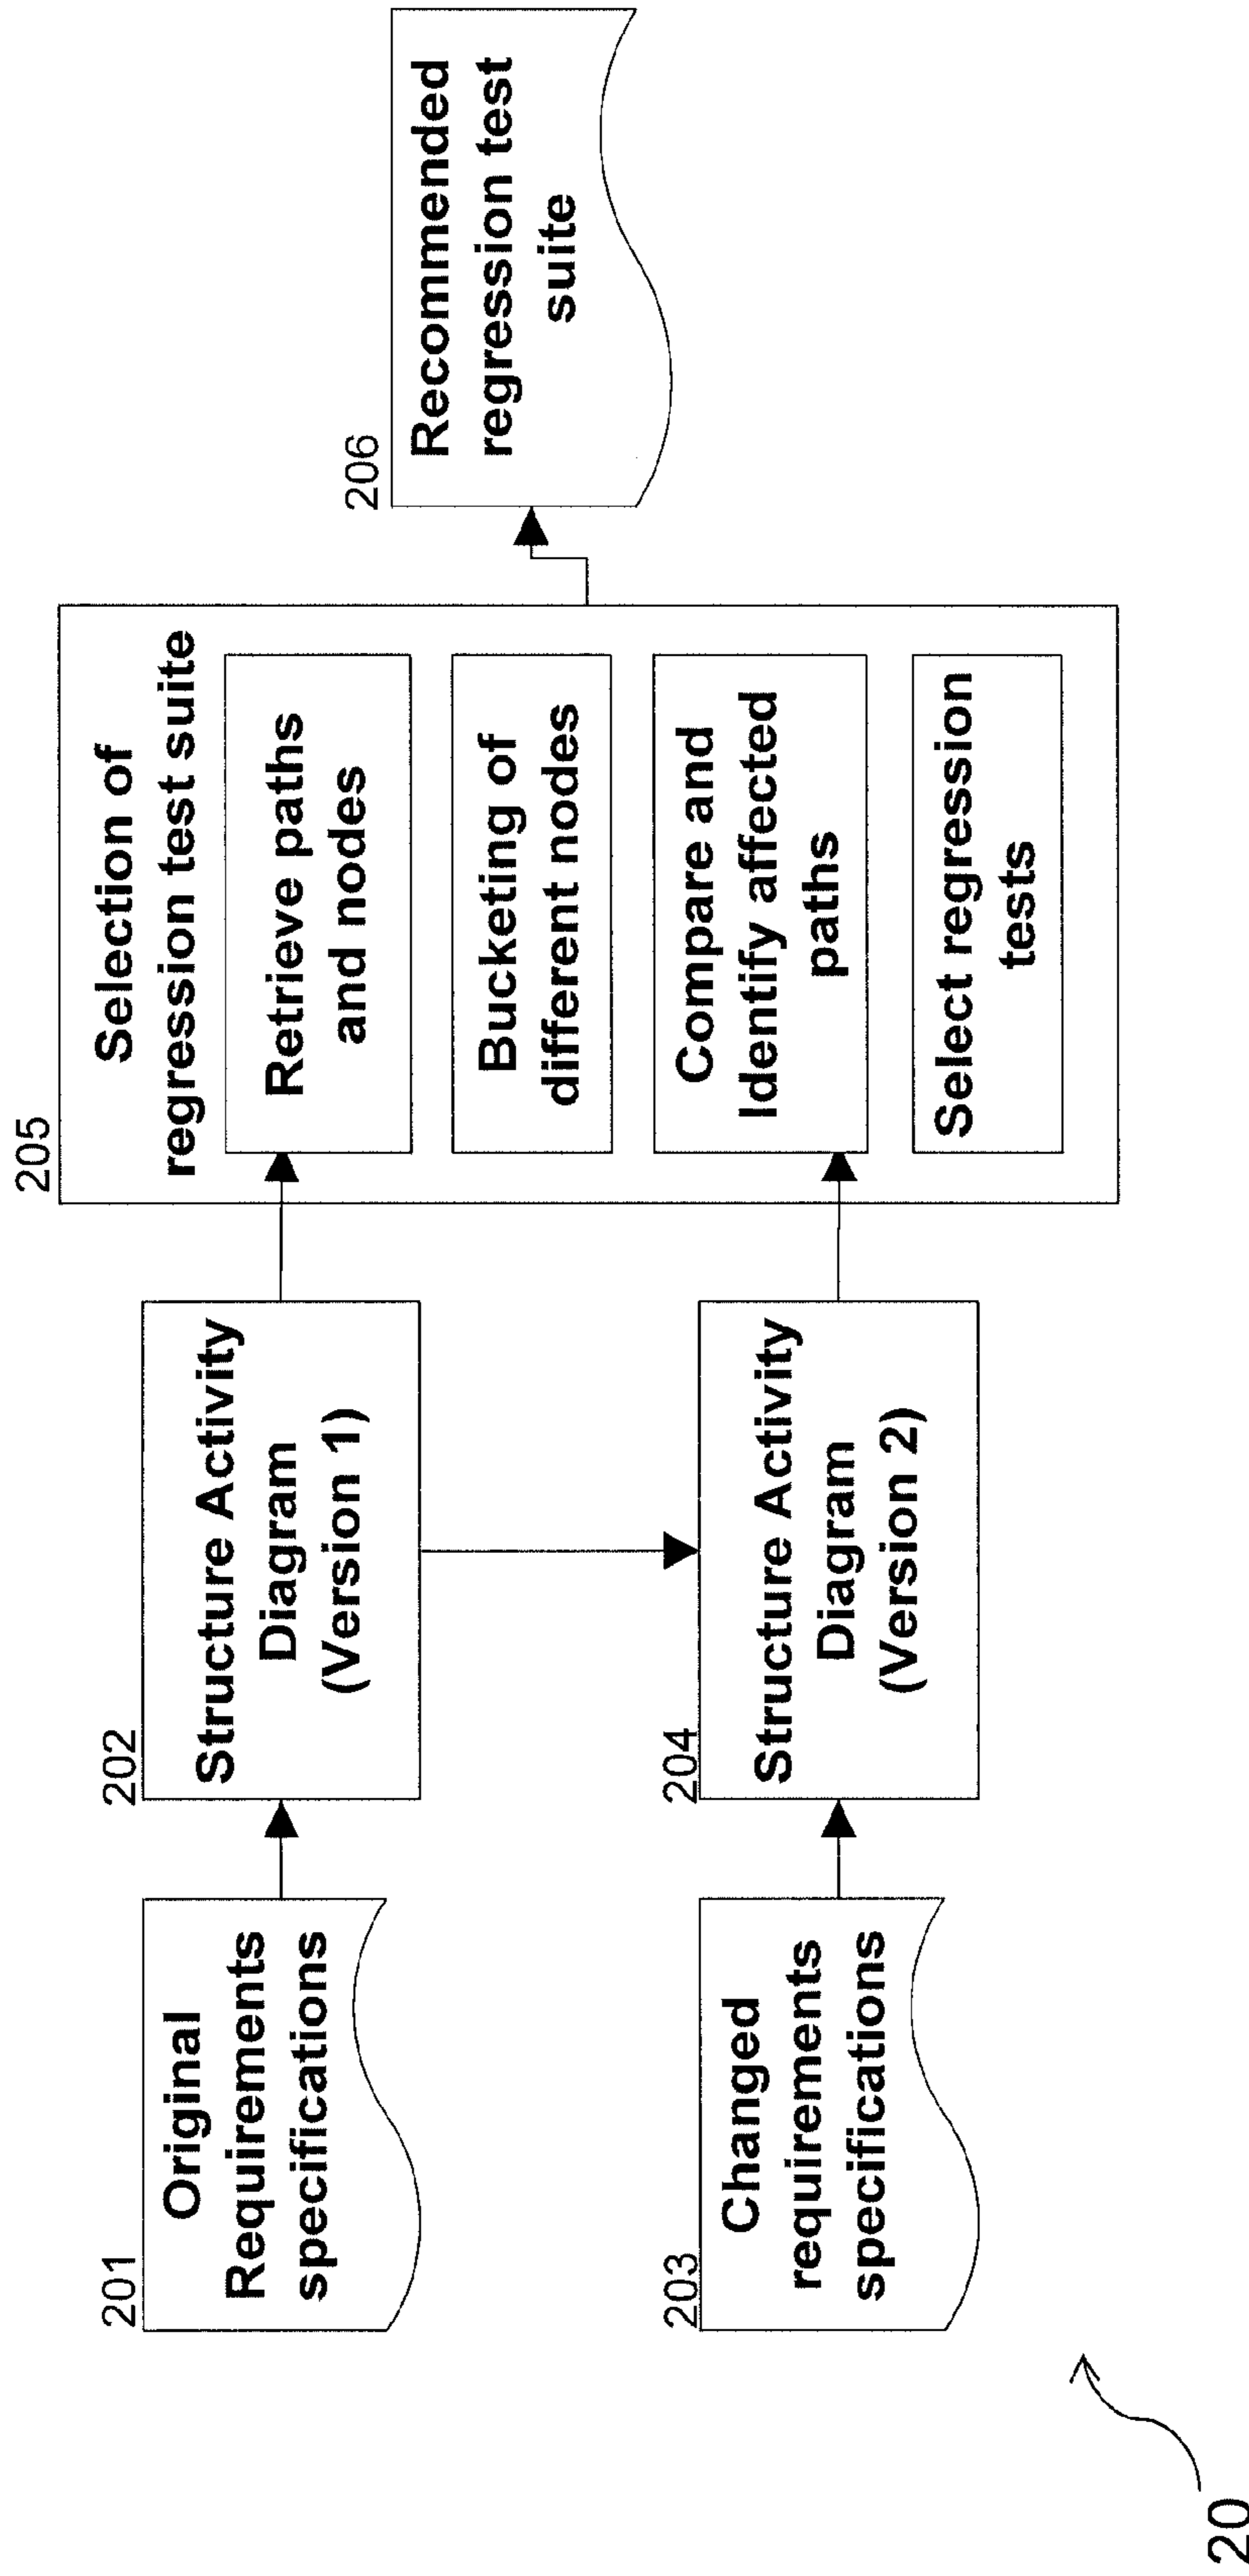 201
Original
Requirements
specifications
202
Structure Activity
Diagram
(Version 1)
203
Changed
requirements
specifications
204
Structure Activity
Diagram
(Version 2)
205
Selection of
regression test suite
Retrieve paths
and nodes
Bucketing of
different nodes
Compare and
Identify affected
paths
Select regression
tests
206
Recommended
regression test
suite
20